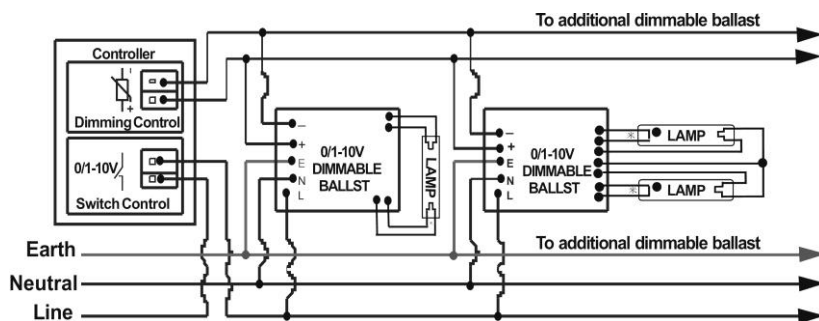 To additional dimmable ballast
Controller
Dimming Control
0/1-10V
Switch Control
–
+
E
N
L
0/1-10V
DIMMABLE
BALLST
LAMP
–
+
E
N
L
0/1-10V
DIMMABLE
BALLST
LAMP
LAMP
Earth
To additional dimmable ballast
Neutral
Line